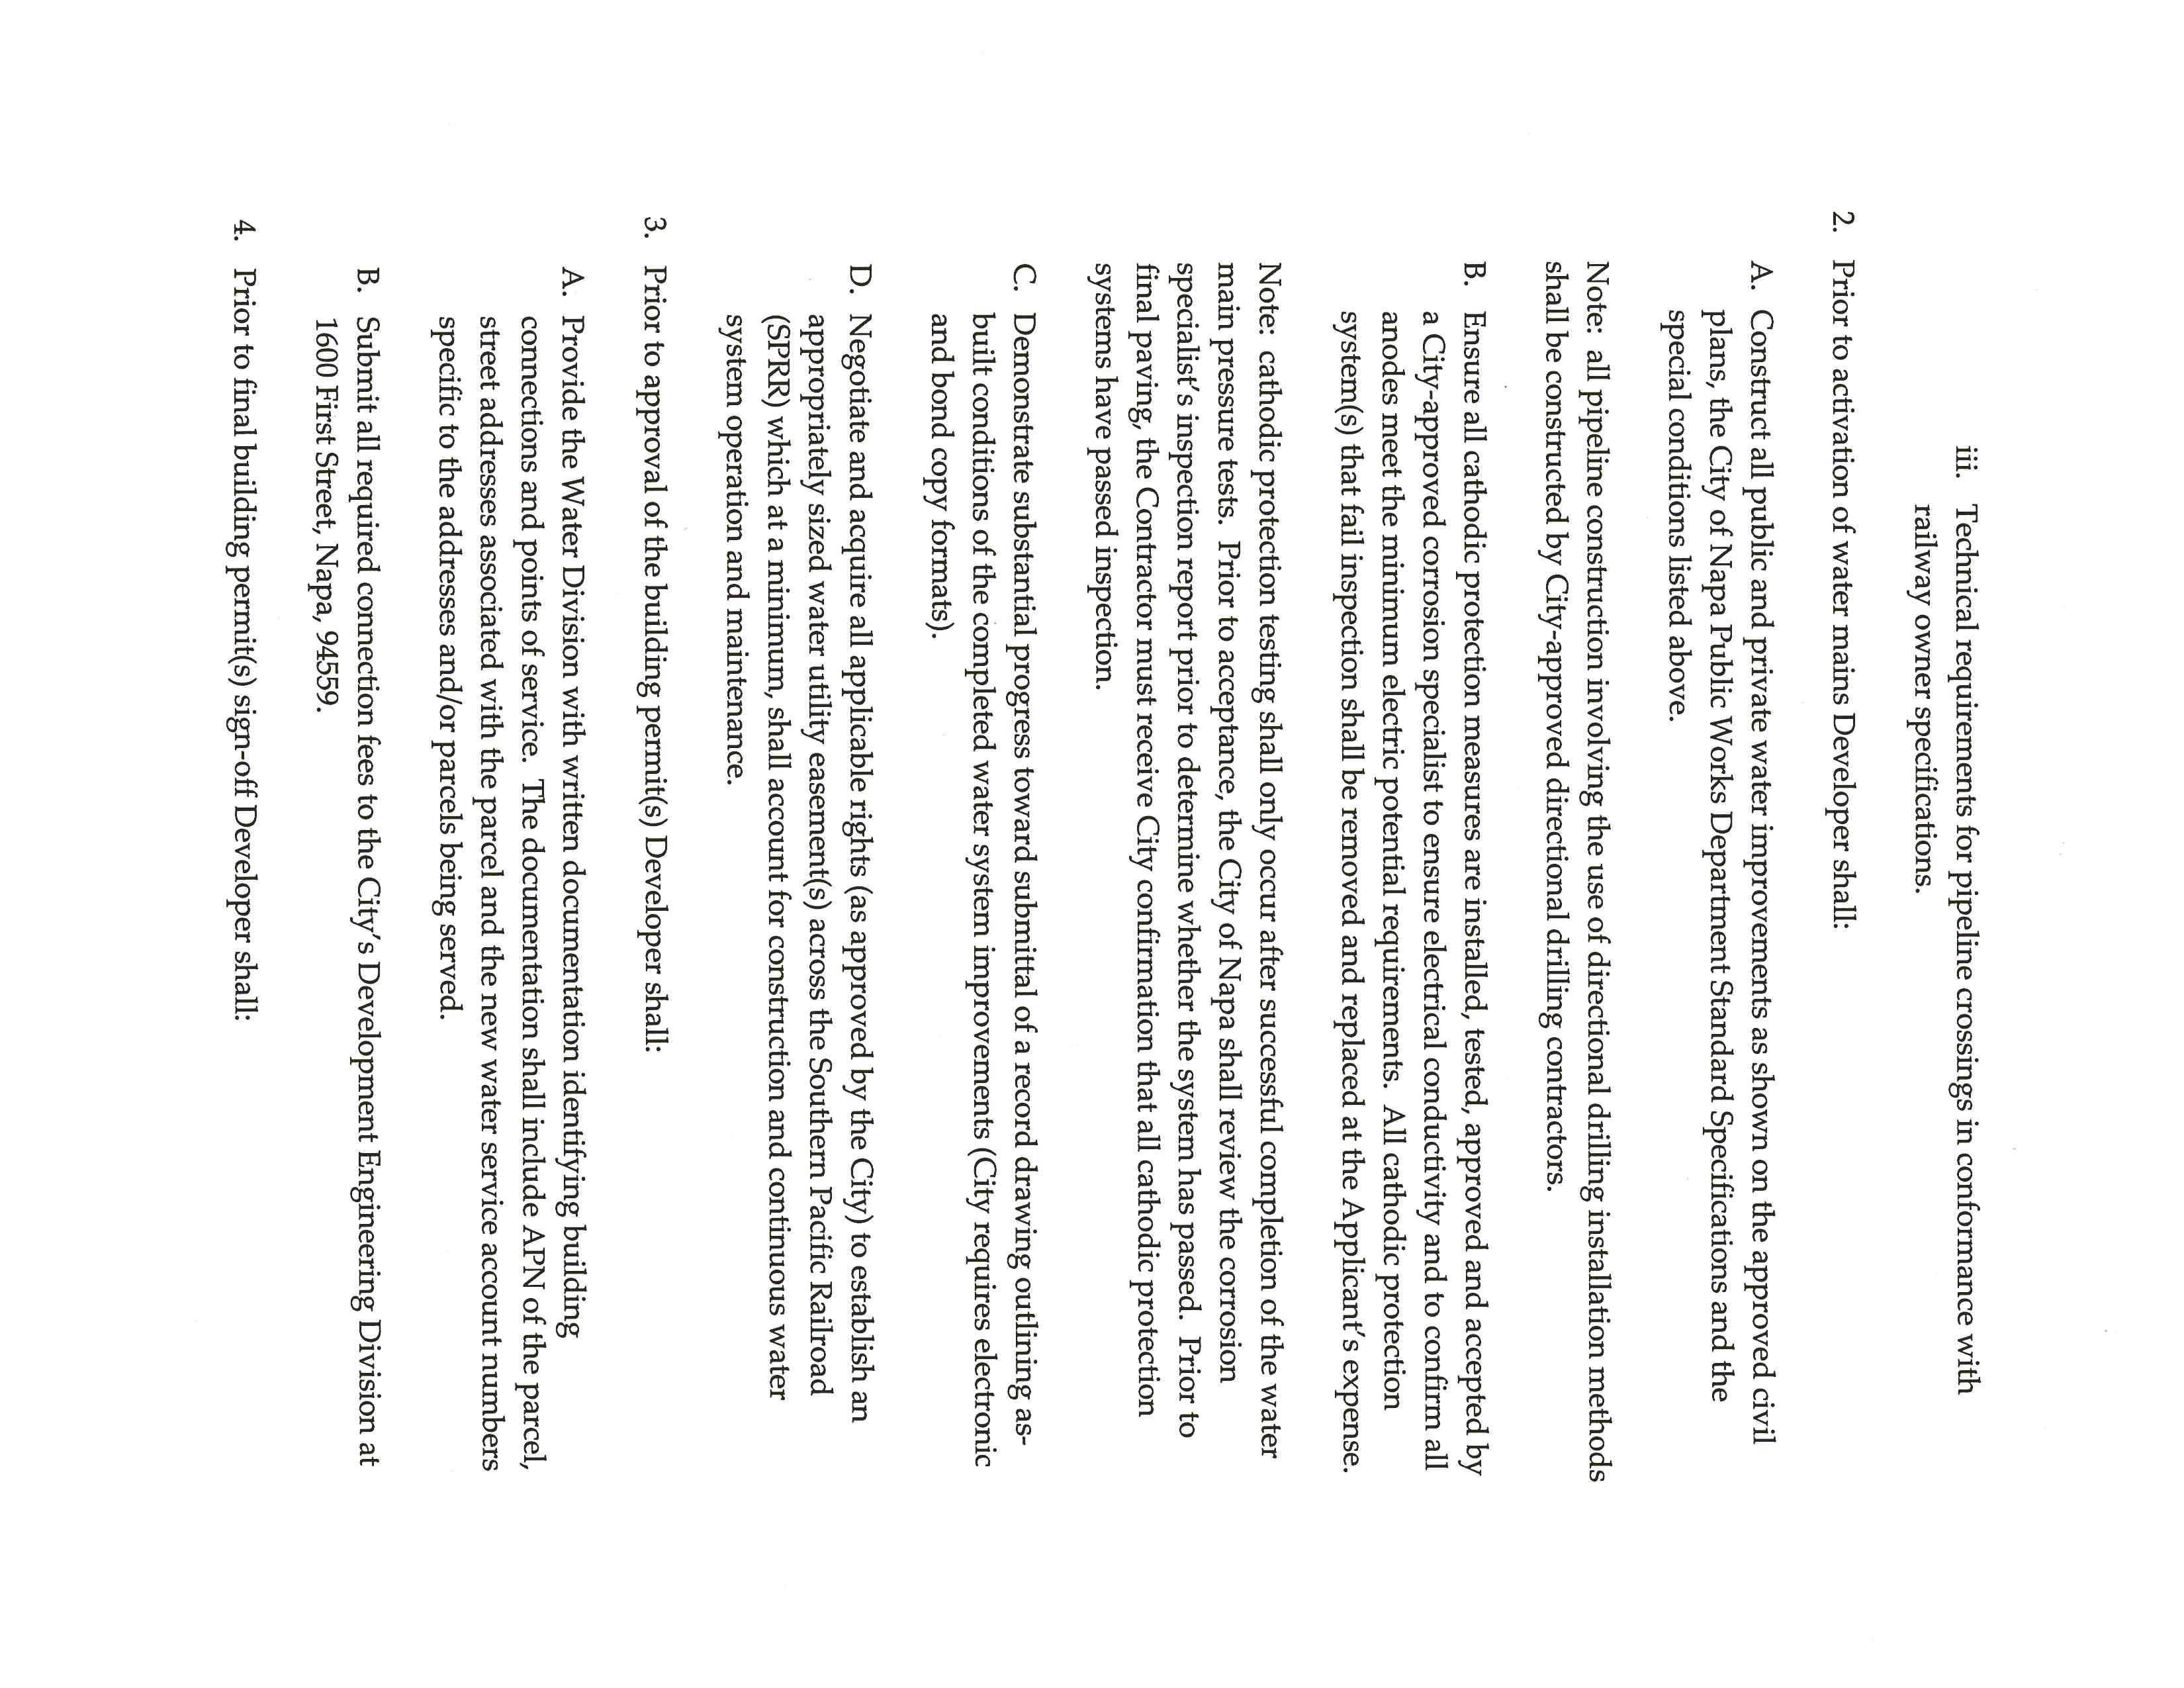 iii. Technical requirements for pipeline crossings in conformance with
railway owner specifications.
2. Prior to activation of water mains Developer shall:
A. Construct all public and private water improvements as shown on the approved civil
plans, the City of Napa Public Works Department Standard Specifications and the
special conditions listed above.
Note: all pipeline construction involving the use of directional drilling installation methods
shall be constructed by City-approved directional drilling contractors.
B. Ensure all cathodic protection measures are installed, tested, approved and accepted by
a City-approved corrosion specialist to ensure electrical conductivity and to confirm all
anodes meet the minimum electric potential requirements. All cathodic protection
system(s) that fail inspection shall be removed and replaced at the Applicant's expense.
Note: cathodic protection testing shall only occur after successful completion of the water
main pressure tests. Prior to acceptance, the City of Napa shall review the corrosion
specialist's inspection report prior to determine whether the system has passed. Prior to
final paving, the Contractor must receive City confirmation that all cathodic protection
systems have passed inspection.
C. Demonstrate substantial progress toward submittal of a record drawing outlining as-
built conditions of the completed water system improvements (City requires electronic
and bond copy formats).
D. Negotiate and acquire all applicable rights (as approved by the City) to establish an
appropriately sized water utility easement(s) across the Southern Pacific Railroad
(SPRR) which at a minimum, shall account for construction and continuous water
system operation and maintenance.
3. Prior to approval of the building permit(s) Developer shall:
A. Provide the Water Division with written documentation identifying building
connections and points of service. The documentation shall include APN of the parcel,
street addresses associated with the parcel and the new water service account numbers
specific to the addresses and/or parcels being served.
B. Submit all required connection fees to the City's Development Engineering Division at
1600 First Street, Napa, 94559.
4. Prior to final building permit(s) sign-off Developer shall: